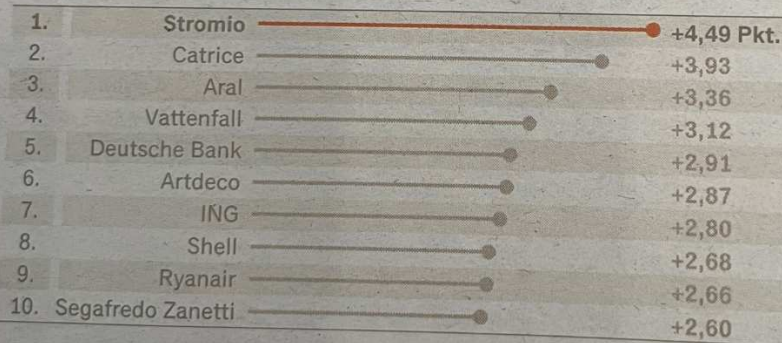 1. Stromio +4,49 Pkt.
2. Catrice +3,93
3. Aral +3,36
4. Vattenfall +3,12
5. Deutsche Bank +2,91
6. Artdeco +2,87
7. ING +2,80
8. Shell +2,68
9. Ryanair +2,66
10. Segafredo Zanetti +2,60